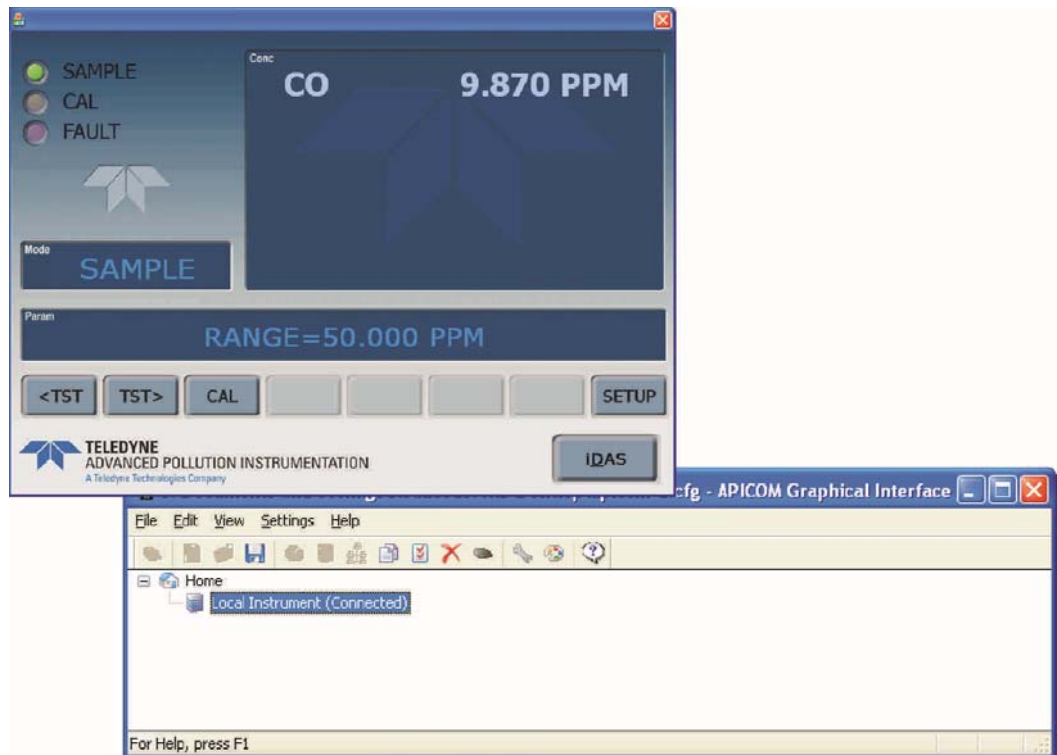 SAMPLE
CAL
FAULT
Conc
CO 9.870 PPM
Mode
SAMPLE
Param
RANGE=50.000 PPM
<TST TST> CAL SETUP
TELEDYNE
ADVANCED POLLUTION INSTRUMENTATION
A Teledyne Technologies Company
iDAS
cfg - APICOM Graphical Interface
File Edit View Settings Help
Home
Local Instrument (Connected)
For Help, press F1